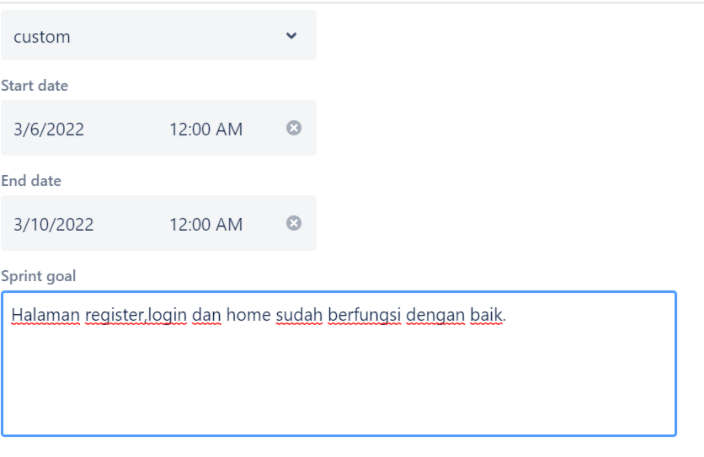 custom
Start date
3/6/2022 12:00 AM
End date
3/10/2022 12:00 AM
Sprint goal
Halaman register,login dan home sudah berfungsi dengan baik.